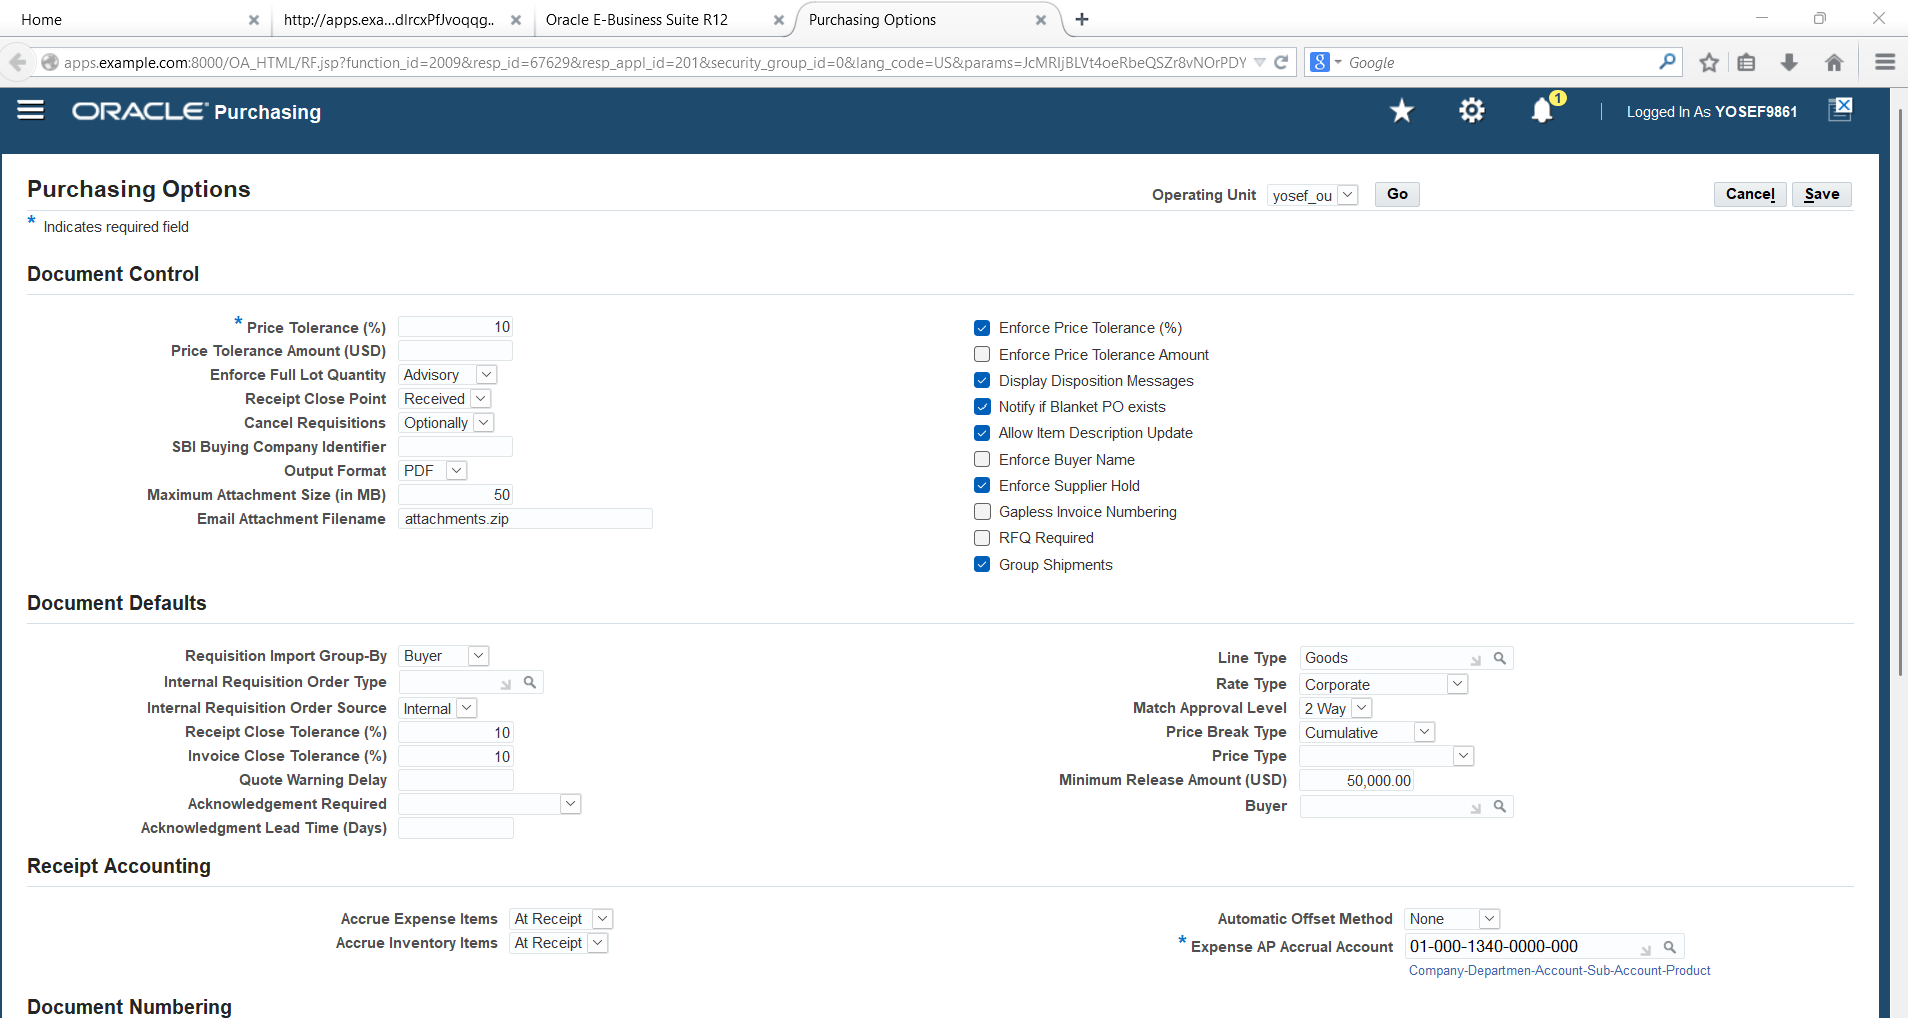 Home
http://apps.exa...dIrcxPfJvoqqg..
Oracle E-Business Suite R12
Purchasing Options
apps.example.com:8000/OA_HTML/RF.jsp?function_id=2009&resp_id=67629&resp_appl_id=201&security_group_id=0&lang_code=US&params=JcMRIjBLVt4oeRbeQSZr8vNOrPDY
Google
ORACLE Purchasing
1
Logged In As YOSEF9861
Purchasing Options
Operating Unit yosef_ou Go
Cancel Save
* Indicates required field
Document Control
* Price Tolerance (%) 10
Price Tolerance Amount (USD)
Enforce Full Lot Quantity Advisory
Receipt Close Point Received
Cancel Requisitions Optionally
SBI Buying Company Identifier
Output Format PDF
Maximum Attachment Size (in MB) 50
Email Attachment Filename attachments.zip
Enforce Price Tolerance (%)
Enforce Price Tolerance Amount
Display Disposition Messages
Notify if Blanket PO exists
Allow Item Description Update
Enforce Buyer Name
Enforce Supplier Hold
Gapless Invoice Numbering
RFQ Required
Group Shipments
Document Defaults
Requisition Import Group-By Buyer
Internal Requisition Order Type
Internal Requisition Order Source Internal
Receipt Close Tolerance (%) 10
Invoice Close Tolerance (%) 10
Quote Warning Delay
Acknowledgement Required
Acknowledgment Lead Time (Days)
Line Type Goods
Rate Type Corporate
Match Approval Level 2 Way
Price Break Type Cumulative
Price Type
Minimum Release Amount (USD) 50,000.00
Buyer
Receipt Accounting
Accrue Expense Items At Receipt
Accrue Inventory Items At Receipt
Automatic Offset Method None
* Expense AP Accrual Account 01-000-1340-0000-000
Company-Departmen-Account-Sub-Account-Product
Document Numbering